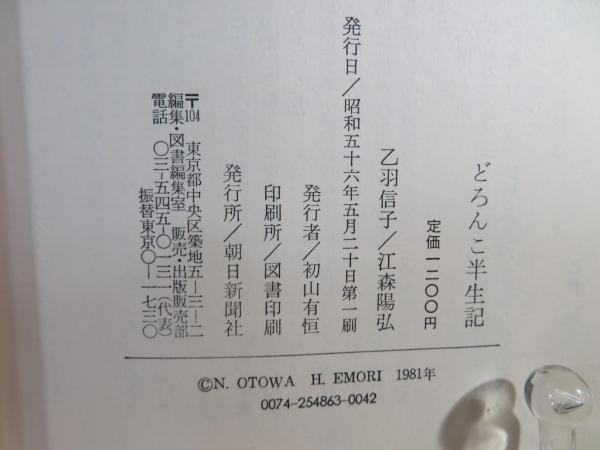 どろんこ半生記
定価一二〇〇円
乙羽信子/江森陽弘
発行日/昭和五十六年五月二十日第一刷
発行者/初山有恒
印刷所/図書印刷
発行所/朝日新聞社
〒104 東京都中央区築地五—三—二
編集・図書編集室 販売・出版販売部
電話 〇三—五四五—〇一三一(代表)
振替東京〇—一七三〇
©N. OTOWA H. EMORI 1981年
0074-254863-0042